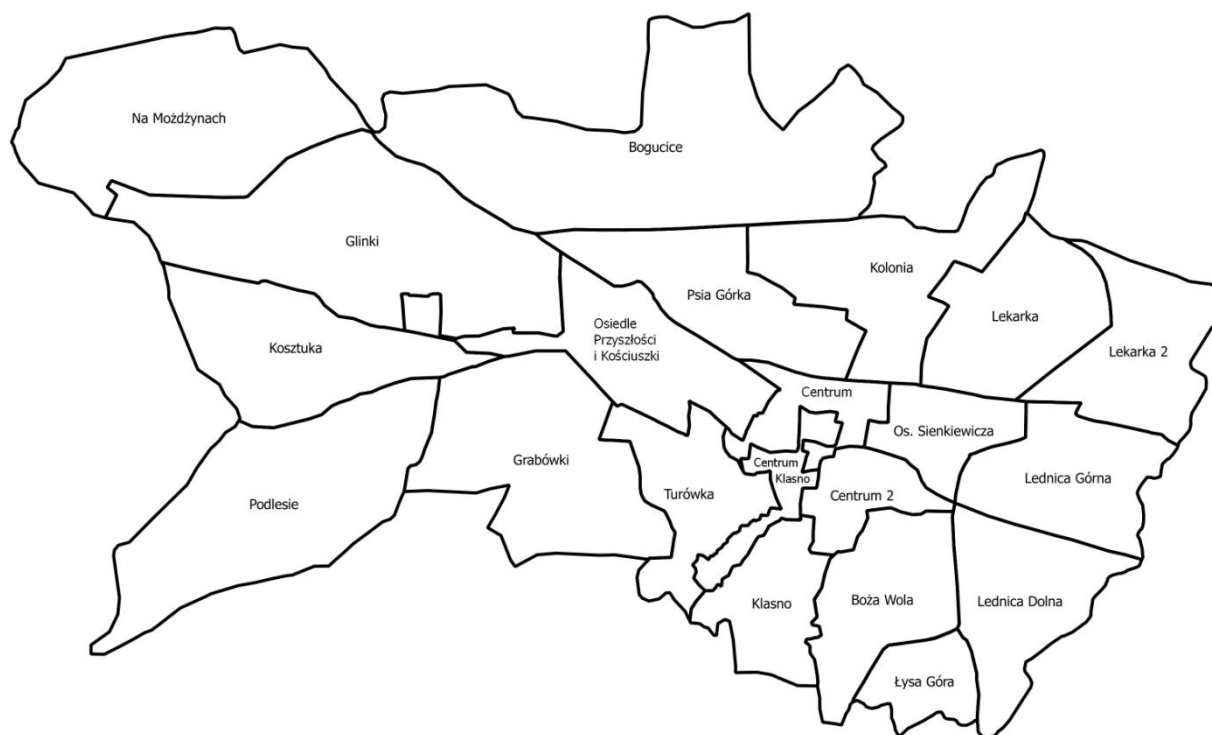 Na Możdżynach
Bogucice
Glinki
Kolonia
Psia Górka
Lekarka
Osiedle
Przyszłości
i Kościuszki
Kosztuka
Lekarka 2
Centrum
Os. Sienkiewicza
Grabówki
Centrum
Klasno
Lednica Górna
Turówka
Centrum 2
Podlesie
Klasno
Boża Wola
Lednica Dolna
Łysa Góra